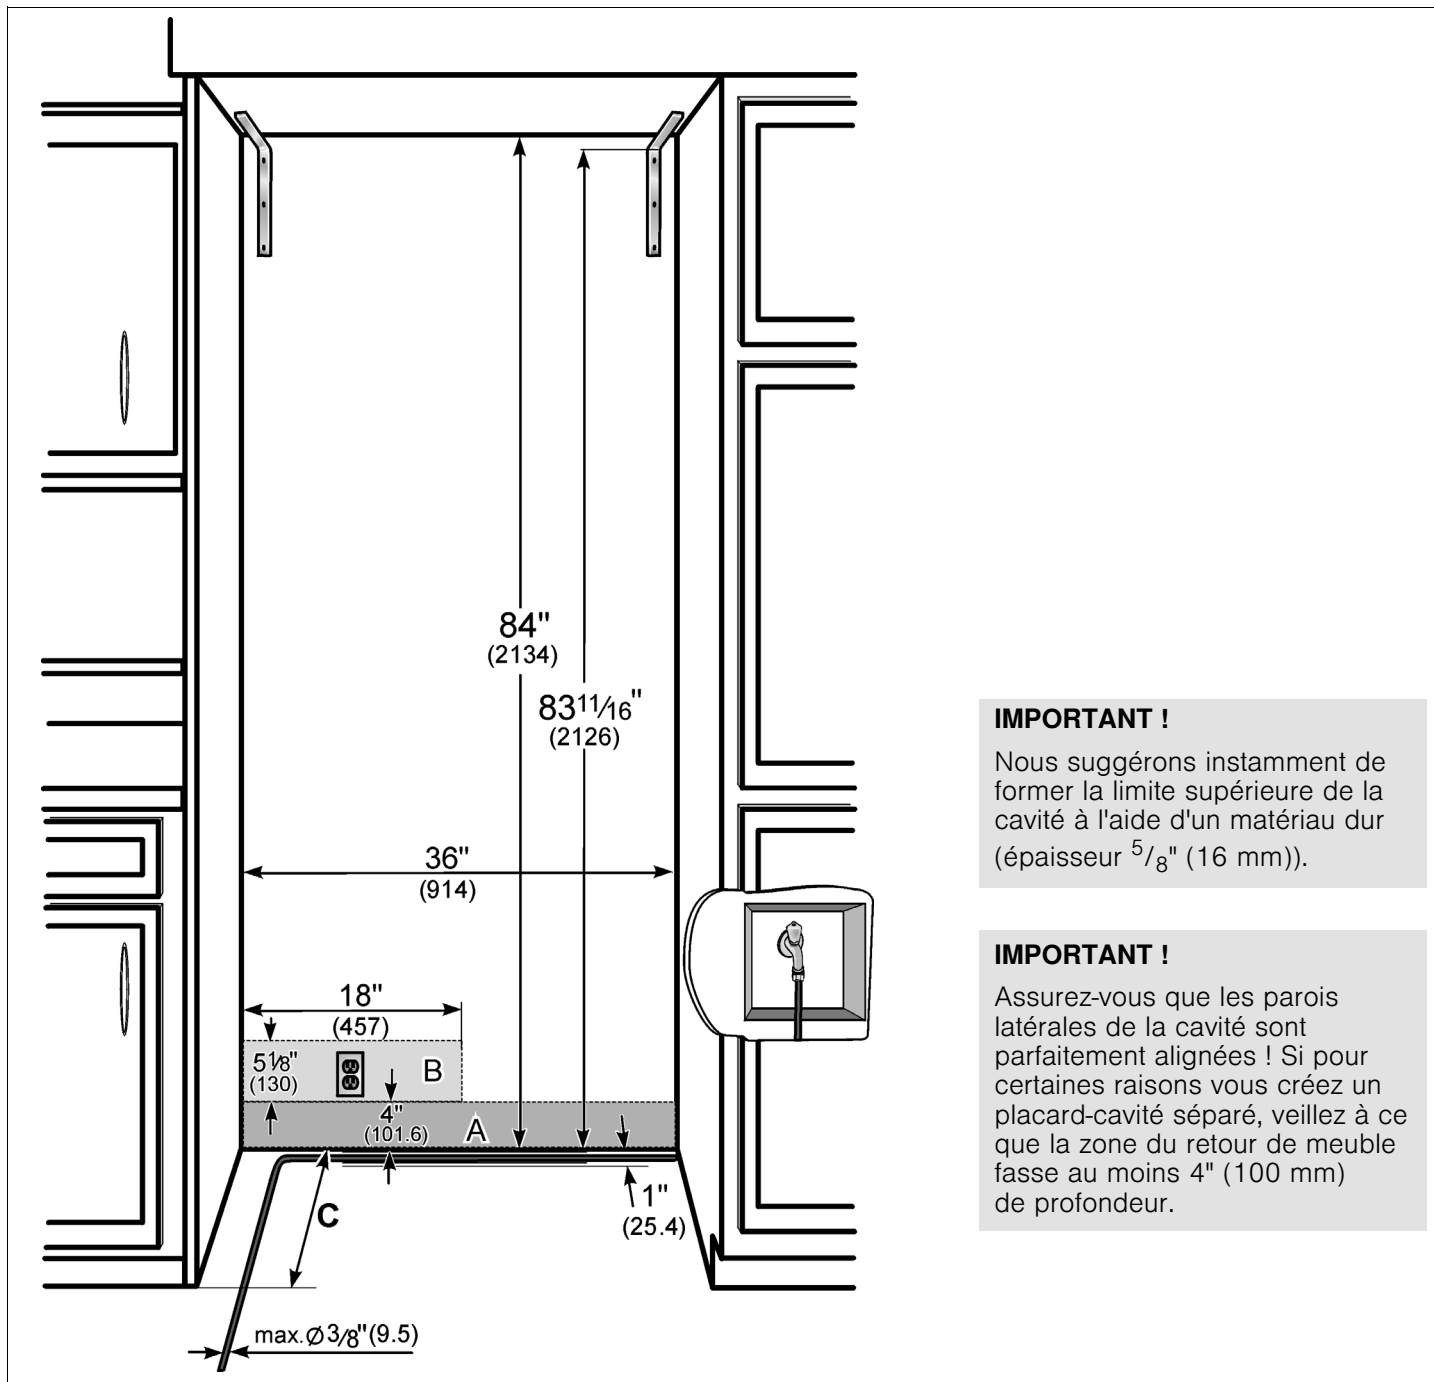 84"
(2134)
83 11/16"
(2126)
36"
(914)
18"
(457)
5 1/8"
(130)
B
4"
(101.6)
A
C
1"
(25.4)
max. Ø 3/8" (9.5)
IMPORTANT !
Nous suggérons instamment de
former la limite supérieure de la
cavité à l'aide d'un matériau dur
(épaisseur 5/8" (16 mm)).
IMPORTANT !
Assurez-vous que les parois
latérales de la cavité sont
parfaitement alignées ! Si pour
certaines raisons vous créez un
placard-cavité séparé, veillez à ce
que la zone du retour de meuble
fasse au moins 4" (100 mm)
de profondeur.